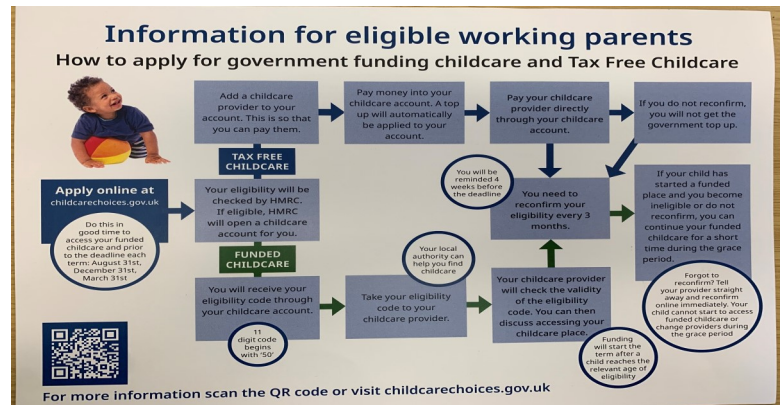 Information for eligible working parents
How to apply for government funding childcare and Tax Free Childcare
Add a childcare
provider to your
account. This is so that
you can pay them.
Pay money into your
childcare account. A top
up will automatically
be applied to your
account.
Pay your childcare
provider directly
through your childcare
account.
If you do not reconfirm,
you will not get the
government top up.
TAX FREE
CHILDCARE
Apply online at
childcarechoices.gov.uk
Do this in
good time to
access your funded
childcare and prior
to the deadline each
term: August 31st,
December 31st,
March 31st
Your eligibility will be
checked by HMRC.
If eligible, HMRC
will open a childcare
account for you.
You will be
reminded 4
weeks before
the deadline
You need to
reconfirm your
eligibility every 3
months.
If your child has
started a funded
place and you become
ineligible or do not
reconfirm, you can
continue your funded
childcare for a short
time during the grace
period.
FUNDED
CHILDCARE
You will receive your
eligibility code through
your childcare account.
11
digit code
begins
with '50'
Your local
authority can
help you find
childcare
Take your eligibility
code to your
childcare provider.
Your childcare provider
will check the validity
of the eligibility
code. You can then
discuss accessing your
childcare place.
Funding
will start the
term after a
child reaches the
relevant age of
eligibility
Forgot to
reconfirm? Tell
your provider straight
away and reconfirm
online immediately. Your
child cannot start to access
funded childcare or
change providers during
the grace period
For more information scan the QR code or visit childcarechoices.gov.uk